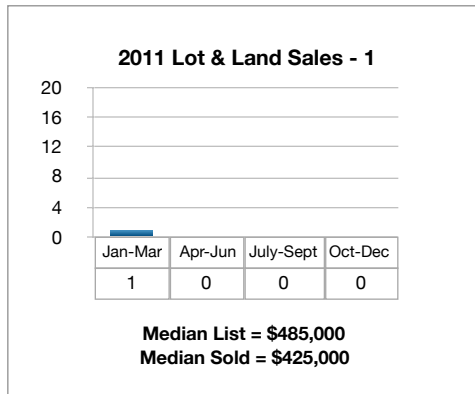 2011 Lot & Land Sales - 1
20
16
12
8
4
0
Jan-Mar Apr-Jun July-Sept Oct-Dec
1 0 0 0
Median List = $485,000
Median Sold = $425,000